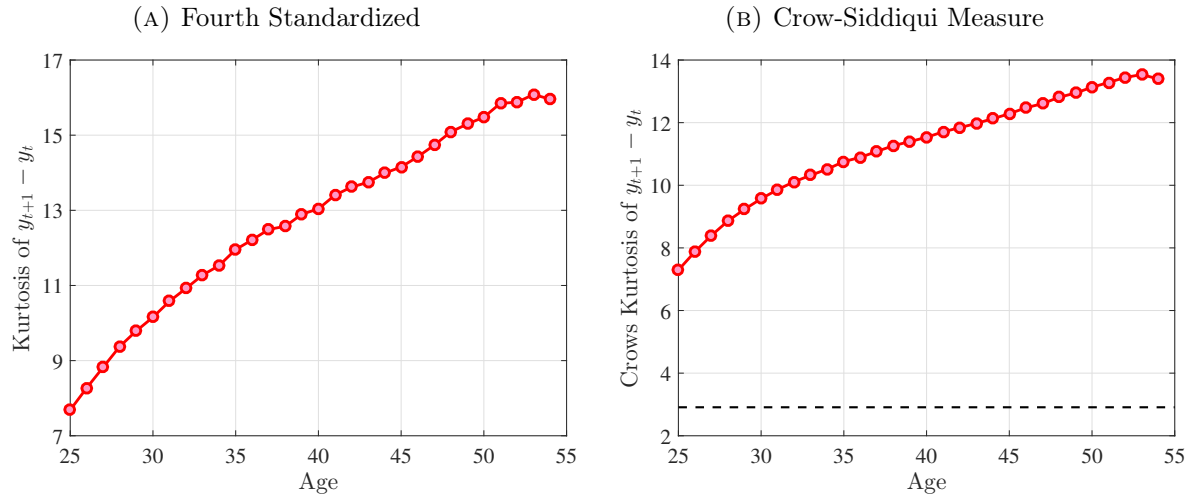 (A) Fourth Standardized
Kurtosis of y_{t+1} − y_t
17
15
13
11
9
7
25 30 35 40 45 50 55
Age
(B) Crow-Siddiqui Measure
Crows Kurtosis of y_{t+1} − y_t
14
12
10
8
6
4
2
25 30 35 40 45 50 55
Age